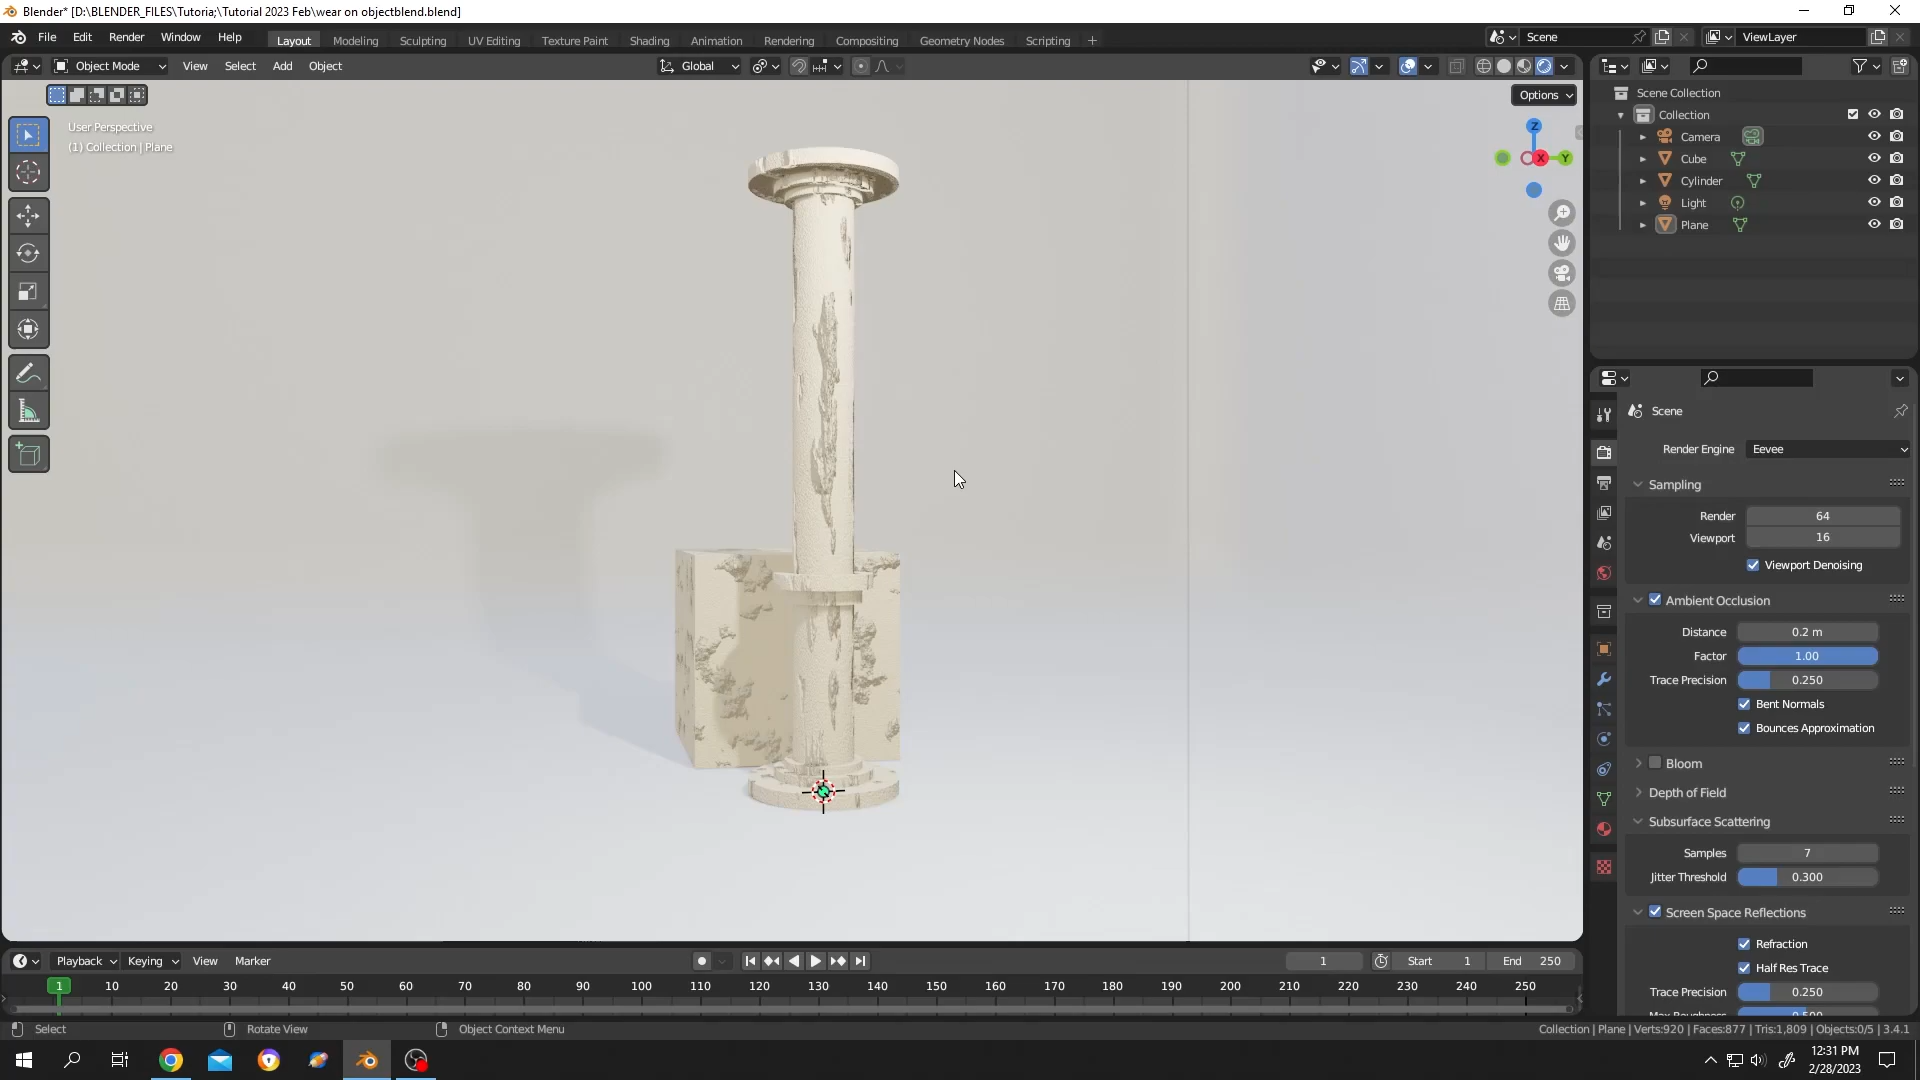 Blender* [D:\BLENDER_FILES\Tutoria;\Tutorial 2023 Feb\wear on objectblend.blend]
File Edit Render Window Help Layout Modeling Sculpting UV Editing Texture Paint Shading Animation Rendering Compositing Geometry Nodes Scripting + Scene ViewLayer
Object Mode View Select Add Object Global
Options
User Perspective
(1) Collection | Plane
Z
X Y
Scene Collection
Collection
Camera
Cube
Cylinder
Light
Plane
Scene
Render Engine Eevee
Sampling
Render 64
Viewport 16
Viewport Denoising
Ambient Occlusion
Distance 0.2 m
Factor 1.00
Trace Precision 0.250
Bent Normals
Bounces Approximation
Bloom
Depth of Field
Subsurface Scattering
Samples 7
Jitter Threshold 0.300
Screen Space Reflections
Refraction
Half Res Trace
Trace Precision 0.250
Playback Keying View Marker 1 Start 1 End 250
1 10 20 30 40 50 60 70 80 90 100 110 120 130 140 150 160 170 180 190 200 210 220 230 240 250
Select Rotate View Object Context Menu Collection | Plane | Verts:920 | Faces:877 | Tris:1,809 | Objects:0/5 | 3.4.1
12:31 PM
2/28/2023